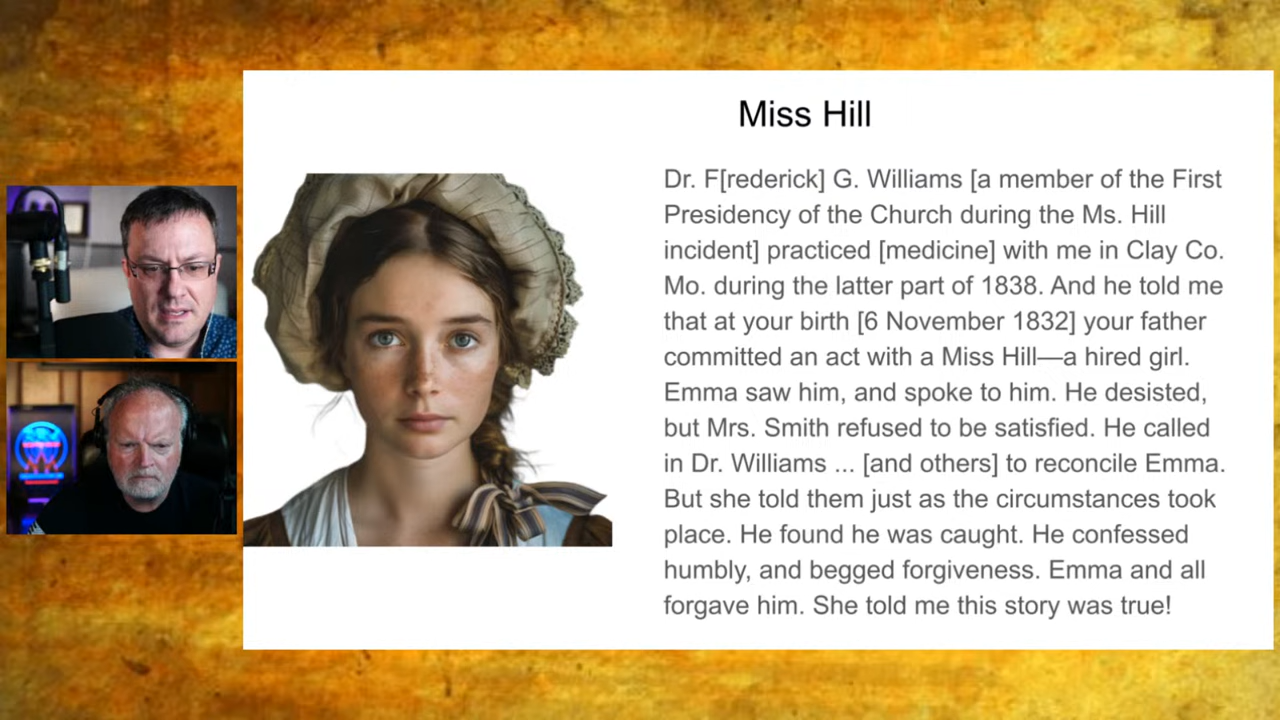 Miss Hill
Dr. F[rederick] G. Williams [a member of the First
Presidency of the Church during the Ms. Hill
incident] practiced [medicine] with me in Clay Co.
Mo. during the latter part of 1838. And he told me
that at your birth [6 November 1832] your father
committed an act with a Miss Hill—a hired girl.
Emma saw him, and spoke to him. He desisted,
but Mrs. Smith refused to be satisfied. He called
in Dr. Williams ... [and others] to reconcile Emma.
But she told them just as the circumstances took
place. He found he was caught. He confessed
humbly, and begged forgiveness. Emma and all
forgave him. She told me this story was true!